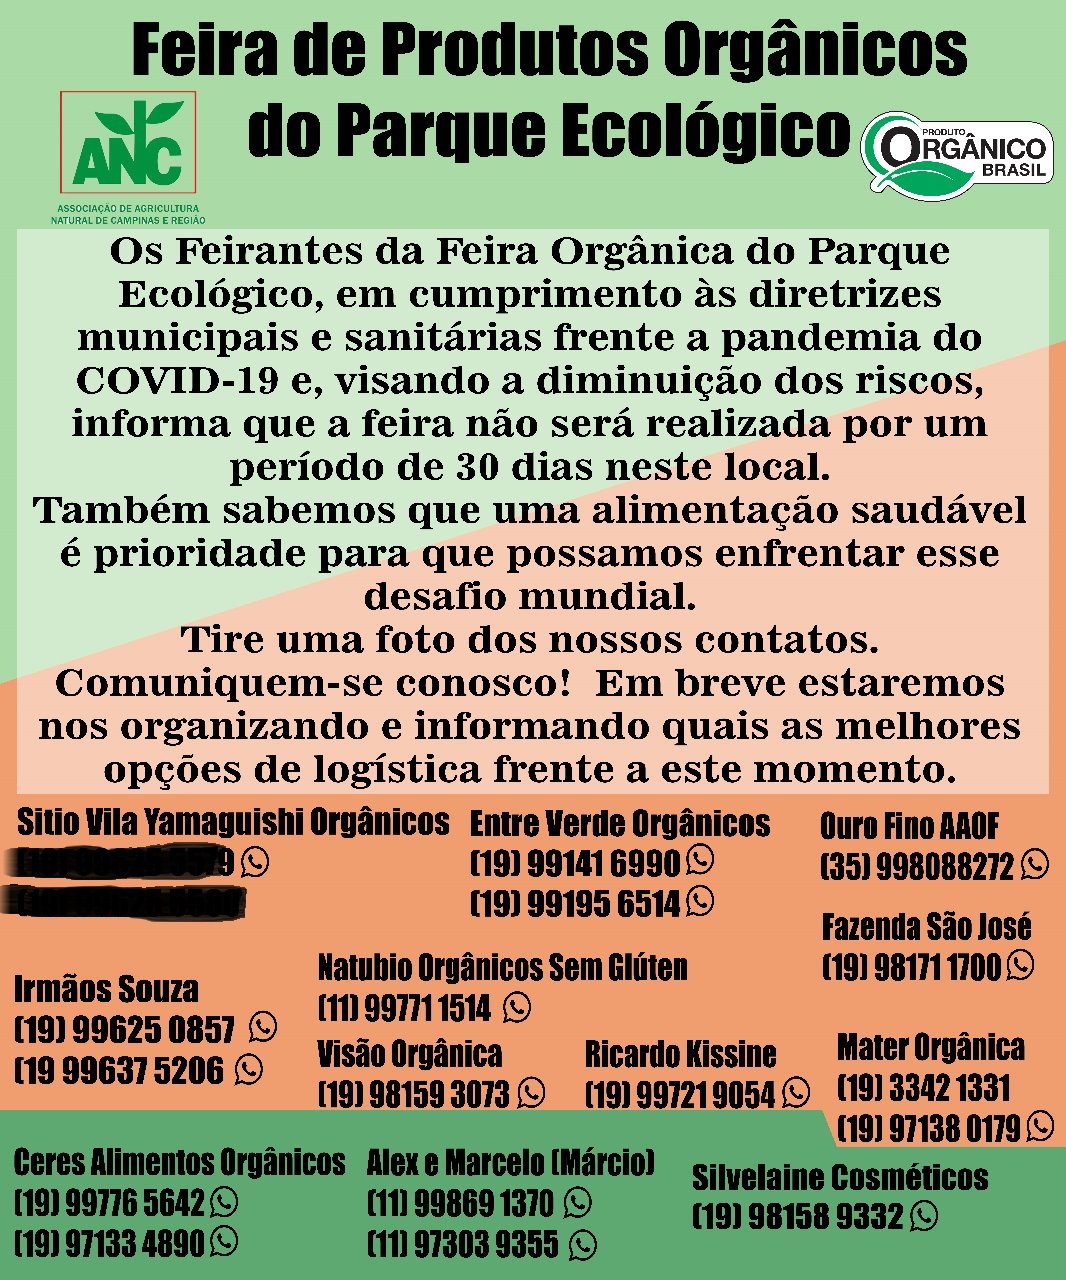 Feira de Produtos Orgânicos
do Parque Ecológico
ANC
ASSOCIAÇÃO DE AGRICULTURA
NATURAL DE CAMPINAS E REGIÃO
PRODUTO
ORGÂNICO
BRASIL
Os Feirantes da Feira Orgânica do Parque
Ecológico, em cumprimento às diretrizes
municipais e sanitárias frente a pandemia do
COVID-19 e, visando a diminuição dos riscos,
informa que a feira não será realizada por um
período de 30 dias neste local.
Também sabemos que uma alimentação saudável
é prioridade para que possamos enfrentar esse
desafio mundial.
Tire uma foto dos nossos contatos.
Comuniquem-se conosco! Em breve estaremos
nos organizando e informando quais as melhores
opções de logística frente a este momento.
Sitio Vila Yamaguishi Orgânicos
Entre Verde Orgânicos
(19) 99141 6990
(19) 99195 6514
Ouro Fino AAOF
(35) 998088272
Fazenda São José
(19) 98171 1700
Irmãos Souza
(19) 99625 0857
(19 99637 5206
Natubio Orgânicos Sem Glúten
(11) 99771 1514
Visão Orgânica
(19) 98159 3073
Ricardo Kissine
(19) 99721 9054
Mater Orgânica
(19) 3342 1331
(19) 97138 0179
Ceres Alimentos Orgânicos
(19) 99776 5642
(19) 97133 4890
Alex e Marcelo (Márcio)
(11) 99869 1370
(11) 97303 9355
Silvelaine Cosméticos
(19) 98158 9332